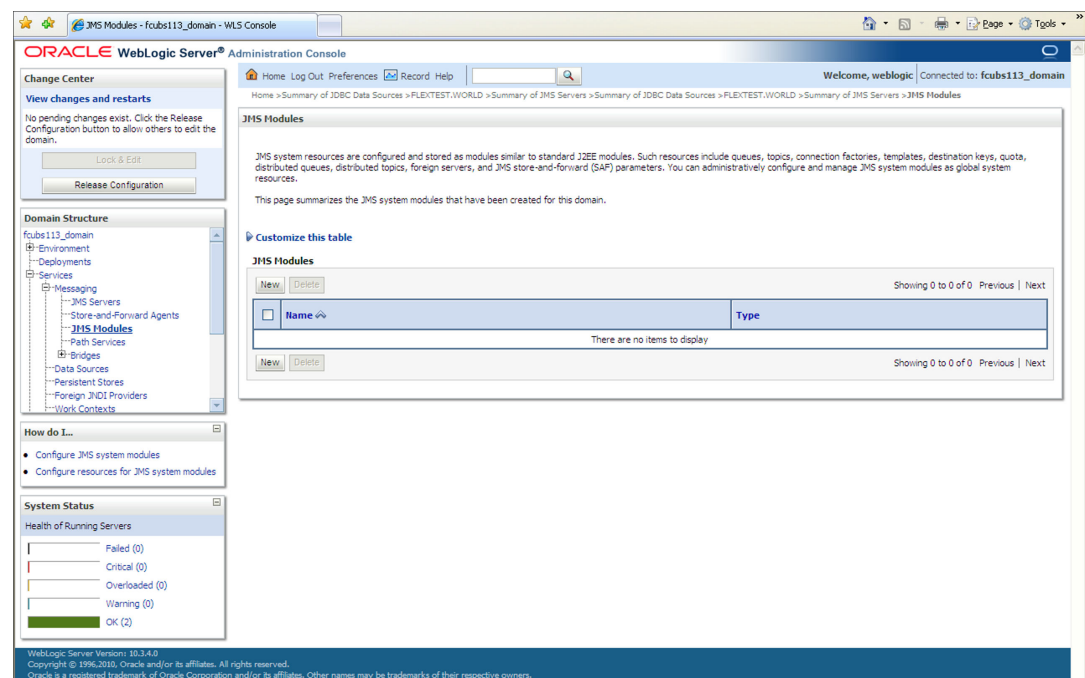 JMS Modules - fcubs113_domain - WLS Console
Page
Tools
»
ORACLE WebLogic Server® Administration Console
Change Center
View changes and restarts
No pending changes exist. Click the Release
Configuration button to allow others to edit the
domain.
Lock & Edit
Release Configuration
Domain Structure
fcubs113_domain
Environment
Deployments
Services
Messaging
JMS Servers
Store-and-Forward Agents
JMS Modules
Path Services
Bridges
Data Sources
Persistent Stores
Foreign JNDI Providers
Work Contexts
How do I...
Configure JMS system modules
Configure resources for JMS system modules
System Status
Health of Running Servers
Failed (0)
Critical (0)
Overloaded (0)
Warning (0)
OK (2)
Home Log Out Preferences Record Help
Welcome, weblogic Connected to: fcubs113_domain
Home >Summary of JDBC Data Sources >FLEXTEST.WORLD >Summary of JMS Servers >Summary of JDBC Data Sources >FLEXTEST.WORLD >Summary of JMS Servers >JMS Modules
JMS Modules
JMS system resources are configured and stored as modules similar to standard J2EE modules. Such resources include queues, topics, connection factories, templates, destination keys, quota,
distributed queues, distributed topics, foreign servers, and JMS store-and-forward (SAF) parameters. You can administratively configure and manage JMS system modules as global system
resources.
This page summarizes the JMS system modules that have been created for this domain.
Customize this table
JMS Modules
New Delete Showing 0 to 0 of 0 Previous | Next
Name Type
There are no items to display
New Delete Showing 0 to 0 of 0 Previous | Next
WebLogic Server Version: 10.3.4.0
Copyright © 1996,2010, Oracle and/or its affiliates. All rights reserved.
Oracle is a registered trademark of Oracle Corporation and/or its affiliates. Other names may be trademarks of their respective owners.